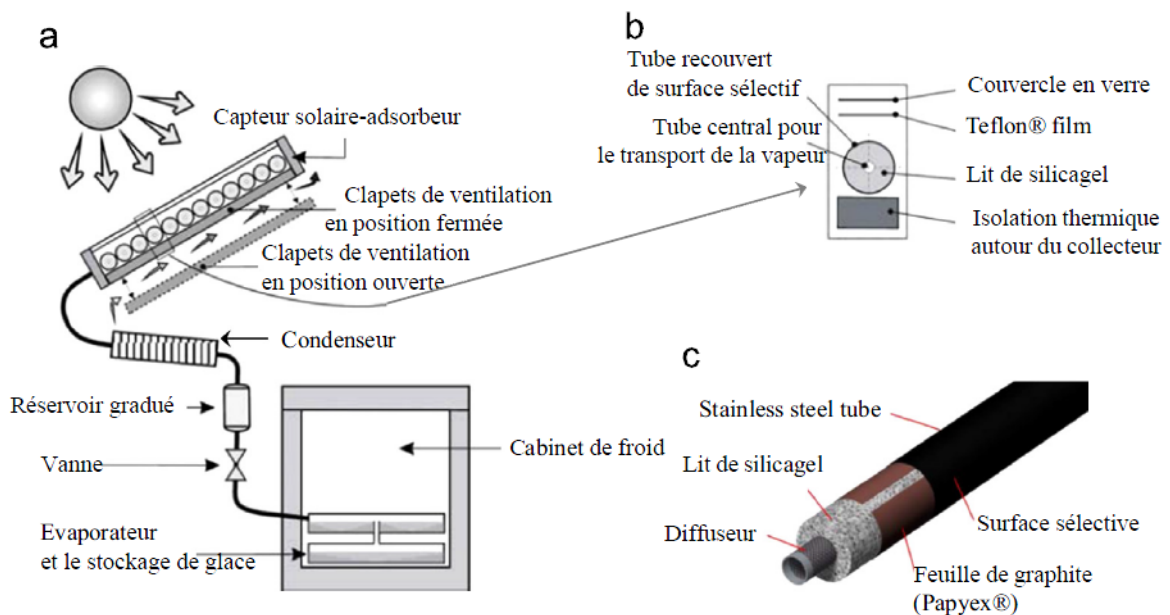 a
Capteur solaire-adsorbeur
Clapets de ventilation
en position fermée
Clapets de ventilation
en position ouverte
Condenseur
Réservoir gradué
Vanne
Cabinet de froid
Evaporateur
et le stockage de glace
b
Tube recouvert
de surface sélectif
Tube central pour
le transport de la vapeur
Couvercle en verre
Teflon® film
Lit de silicagel
Isolation thermique
autour du collecteur
c
Stainless steel tube
Lit de silicagel
Diffuseur
Surface sélective
Feuille de graphite
(Papyex®)